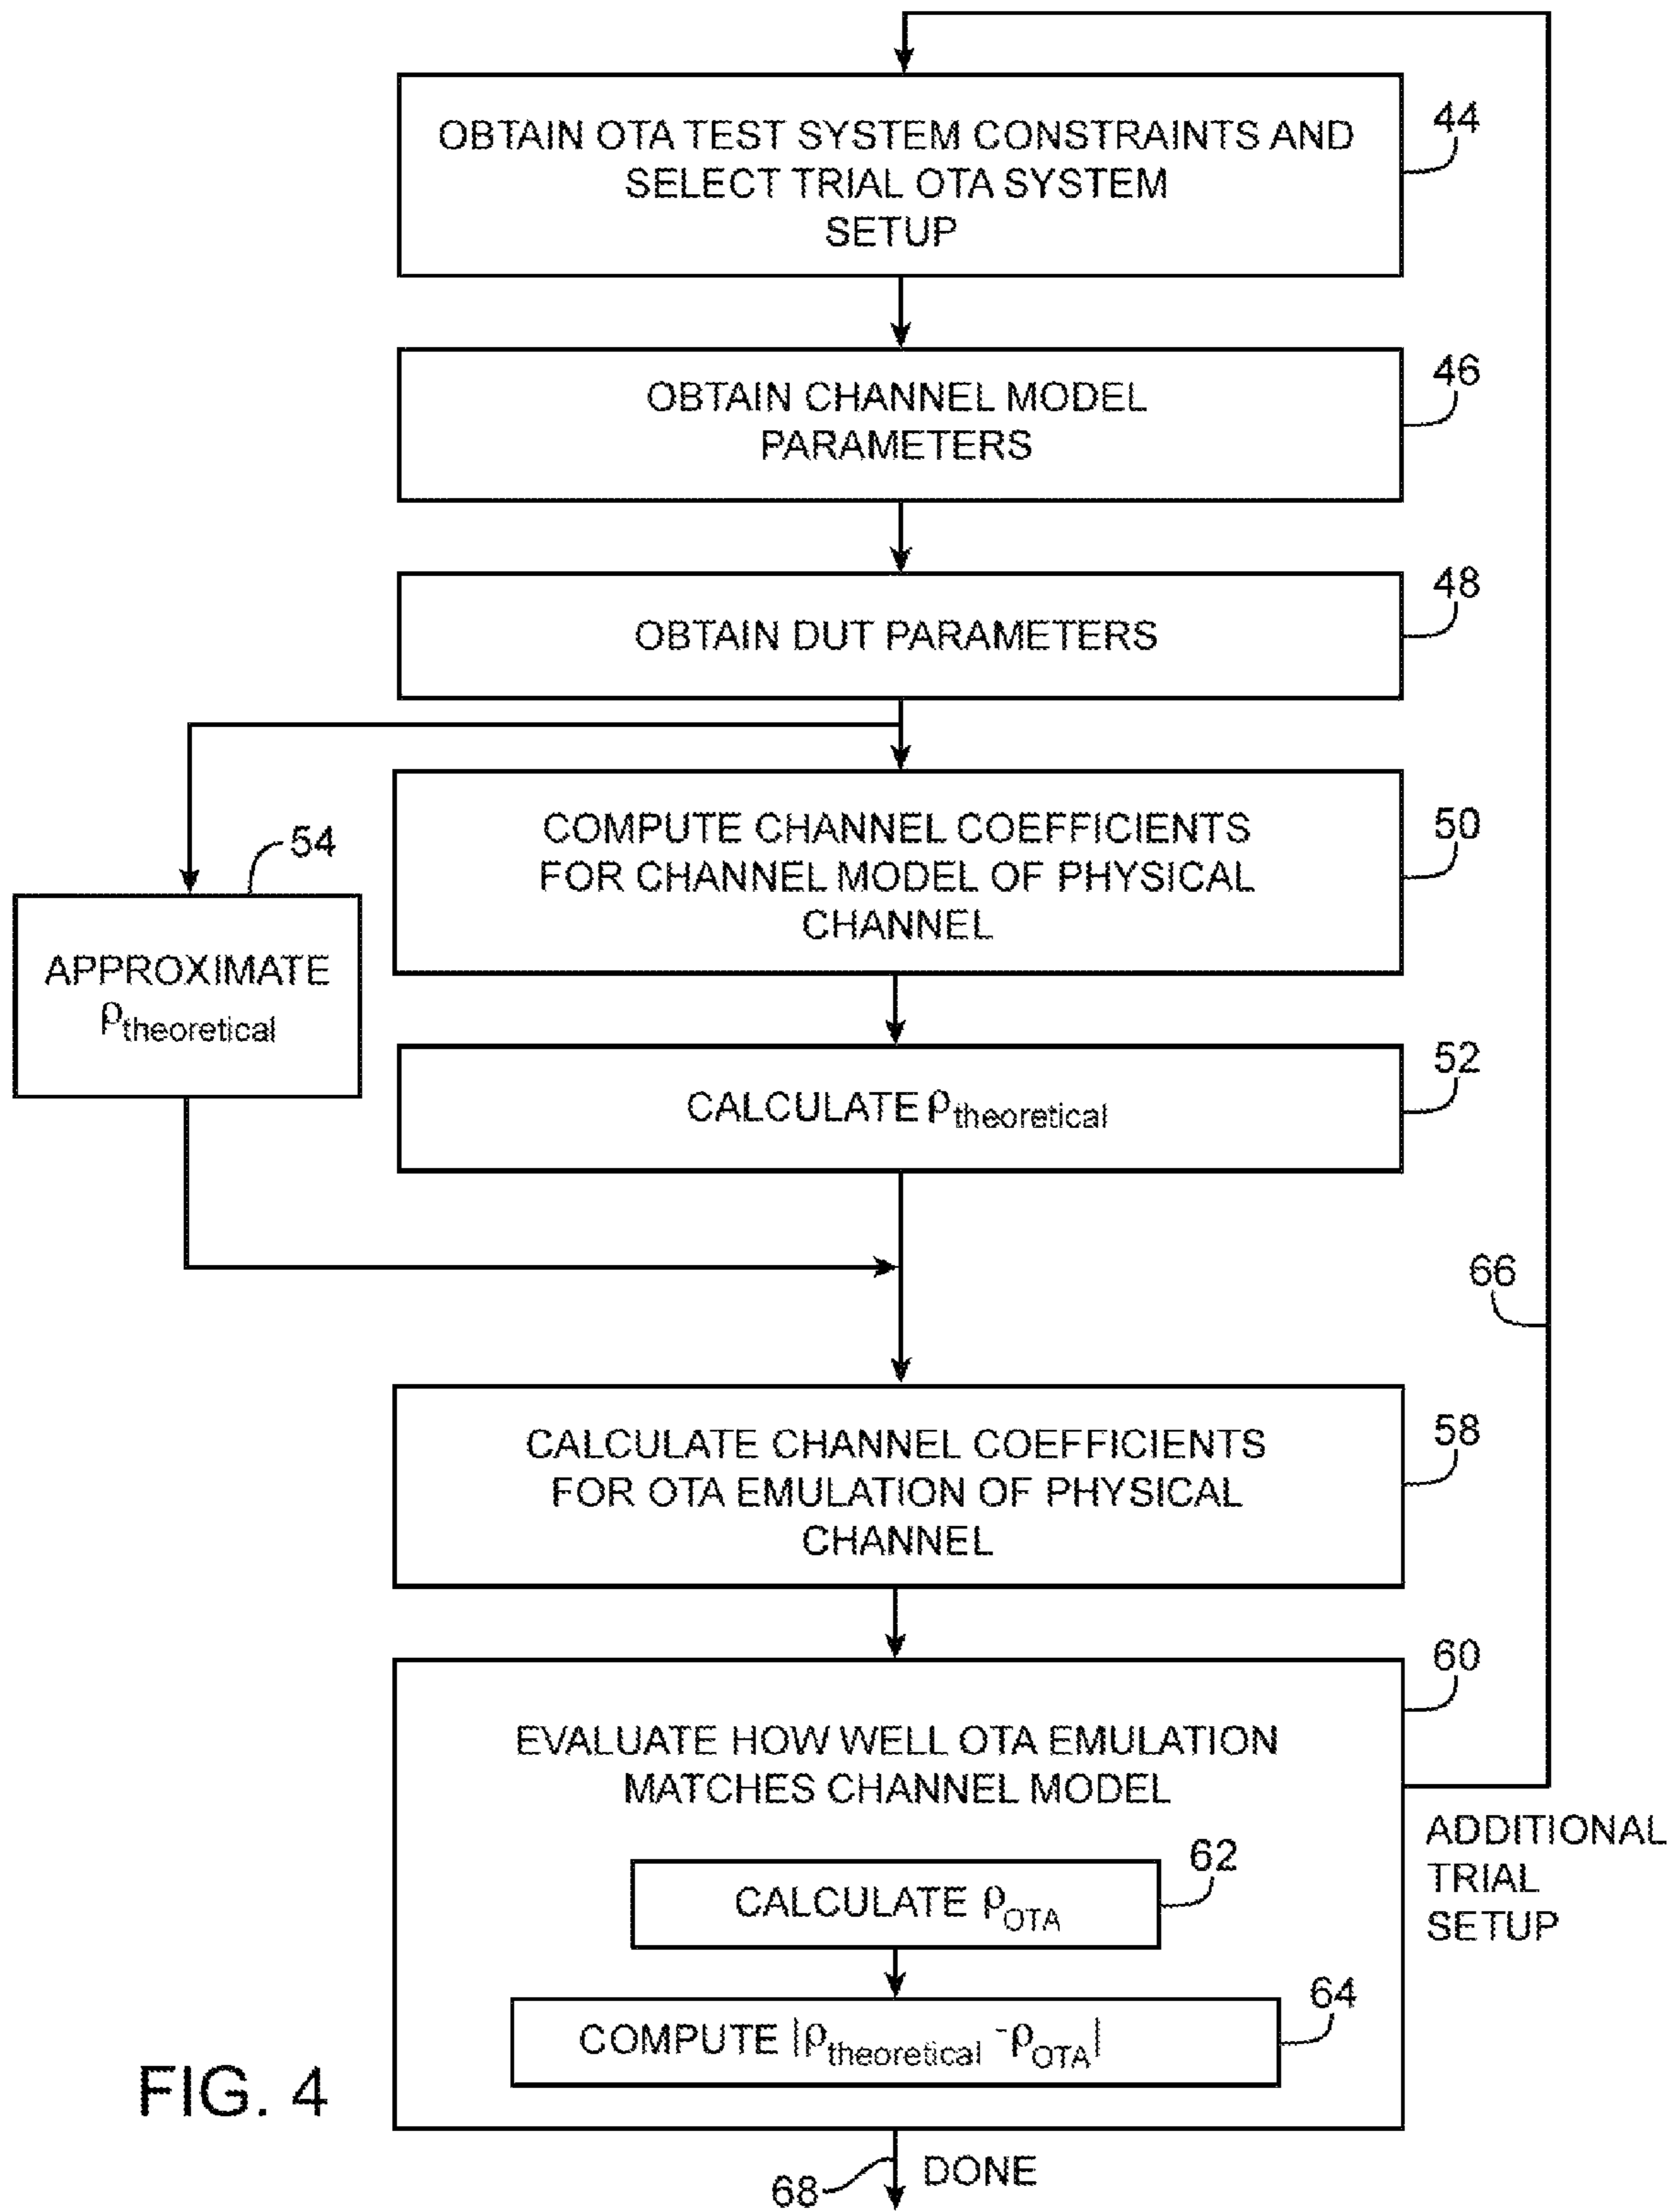 OBTAIN OTA TEST SYSTEM CONSTRAINTS AND
SELECT TRIAL OTA SYSTEM
SETUP
44
OBTAIN CHANNEL MODEL
PARAMETERS
46
OBTAIN DUT PARAMETERS
48
COMPUTE CHANNEL COEFFICIENTS
FOR CHANNEL MODEL OF PHYSICAL
CHANNEL
50
54
APPROXIMATE
ρtheoretical
CALCULATE ρtheoretical
52
66
CALCULATE CHANNEL COEFFICIENTS
FOR OTA EMULATION OF PHYSICAL
CHANNEL
58
60
EVALUATE HOW WELL OTA EMULATION
MATCHES CHANNEL MODEL
ADDITIONAL
TRIAL
SETUP
62
CALCULATE ρOTA
64
COMPUTE |ρtheoretical -ρOTA|
FIG. 4
68
DONE